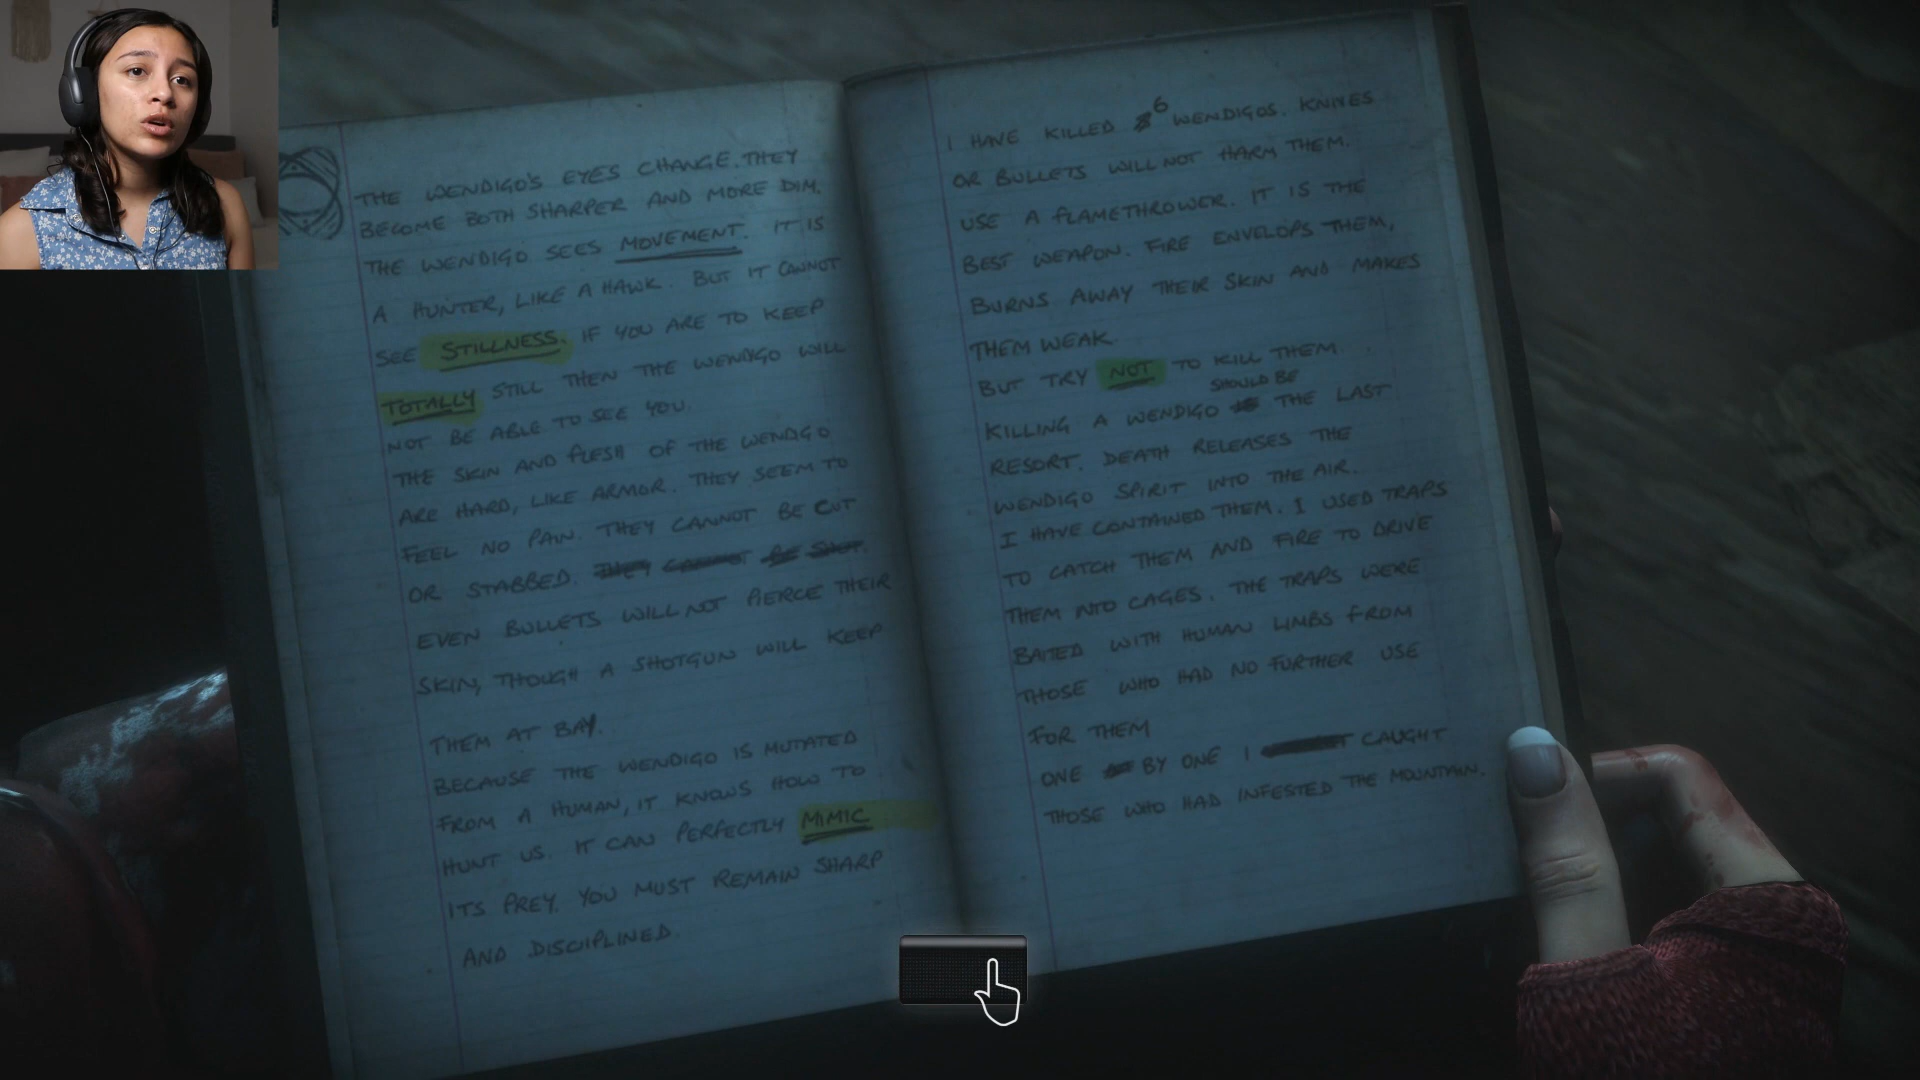 THE WENDIGO'S EYES CHANGE. THEY
BECOME BOTH SHARPER AND MORE DIM.
THE WENDIGO SEES MOVEMENT. IT IS
A HUNTER, LIKE A HAWK. BUT IT CANNOT
SEE STILLNESS. IF YOU ARE TO KEEP
TOTALLY STILL THEN THE WENDIGO WILL
NOT BE ABLE TO SEE YOU.
THE SKIN AND FLESH OF THE WENDIGO
ARE HARD, LIKE ARMOR. THEY SEEM TO
FEEL NO PAIN. THEY CANNOT BE CUT
OR STABBED. THEY CANNOT BE SHOT.
EVEN BULLETS WILL NOT PIERCE THEIR
SKIN, THOUGH A SHOTGUN WILL KEEP
THEM AT BAY.
BECAUSE THE WENDIGO IS MUTATED
FROM A HUMAN, IT KNOWS HOW TO
HUNT US. IT CAN PERFECTLY MIMIC
ITS PREY. YOU MUST REMAIN SHARP
AND DISCIPLINED.
I HAVE KILLED 6 WENDIGOS. KNIVES
OR BULLETS WILL NOT HARM THEM.
USE A FLAMETHROWER. IT IS THE
BEST WEAPON. FIRE ENVELOPS THEM,
BURNS AWAY THEIR SKIN AND MAKES
THEM WEAK.
BUT TRY NOT TO KILL THEM.
KILLING A WENDIGO SHOULD BE THE LAST
RESORT. DEATH RELEASES THE
WENDIGO SPIRIT INTO THE AIR.
I HAVE CONTAINED THEM. I USED TRAPS
TO CATCH THEM AND FIRE TO DRIVE
THEM INTO CAGES. THE TRAPS WERE
BAITED WITH HUMAN LIMBS FROM
THOSE WHO HAD NO FURTHER USE
FOR THEM
ONE BY ONE I CAUGHT
THOSE WHO HAD INFESTED THE MOUNTAIN.